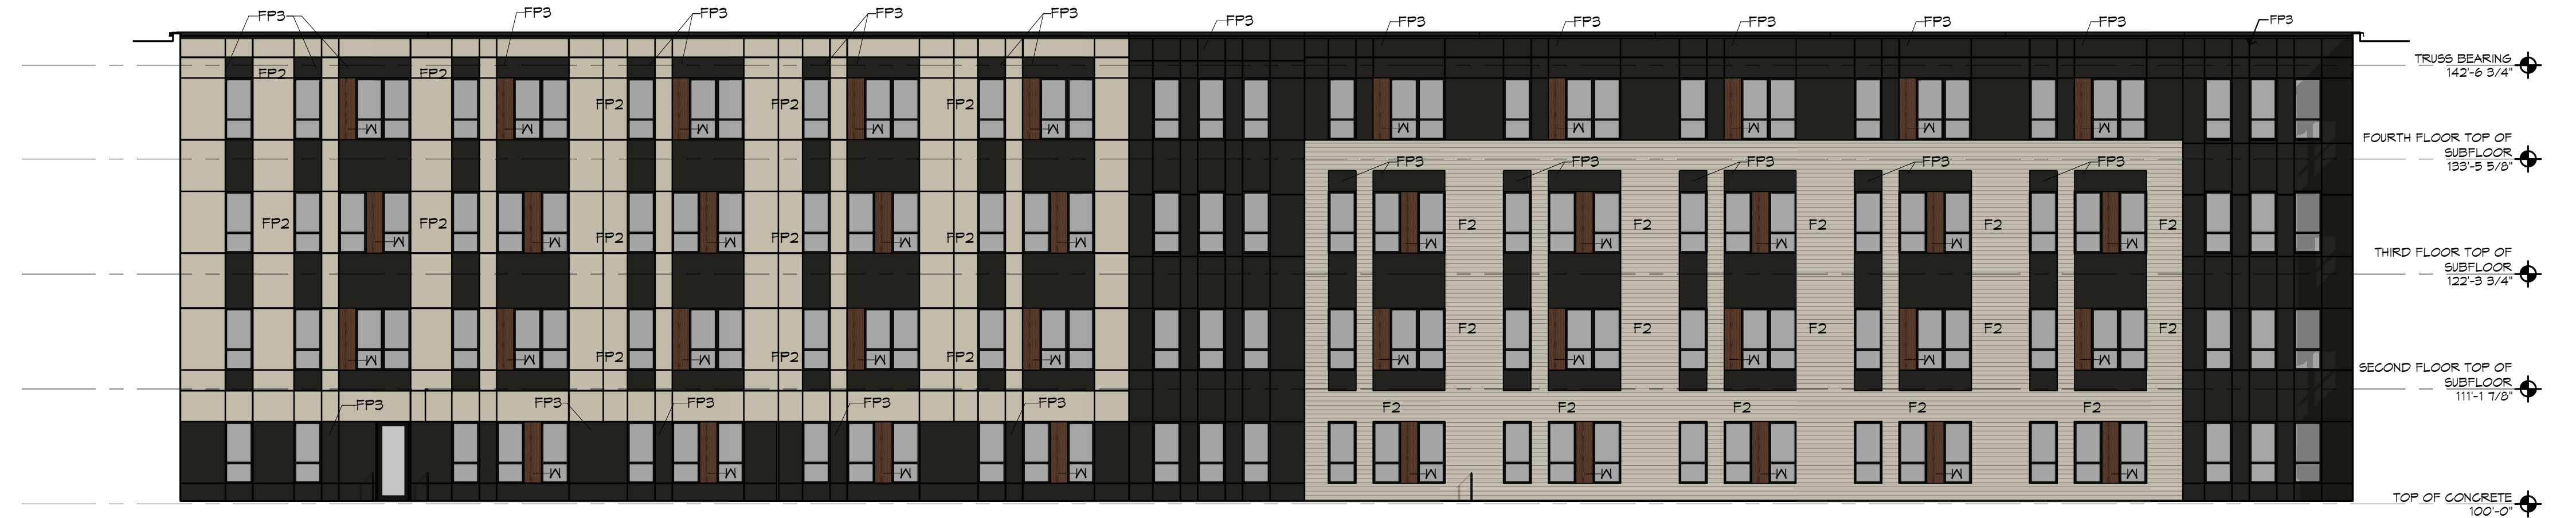 FP3 FP3 FP3 FP3 FP3 FP3 FP3 FP3 FP3 FP3 FP3 FP3
TRUSS BEARING
142'-6 3/4"
FP2 FP2
FP2 FP2 FP2
M M M M M M M M M M
FOURTH FLOOR TOP OF
SUBFLOOR
133'-5 5/8"
FP3 FP3 FP3 FP3 FP3
FP2 FP2 F2 F2 F2 F2 F2
FP2 FP2 FP2
M M M M M M M M M M
THIRD FLOOR TOP OF
SUBFLOOR
122'-3 3/4"
F2 F2 F2 F2 F2
FP2 FP2 FP2
M M M M M M M M M M
SECOND FLOOR TOP OF
SUBFLOOR
111'-1 7/8"
FP3 FP3 FP3 FP3 FP3 F2 F2 F2 F2 F2
M M M M M M M M M
TOP OF CONCRETE
100'-0"